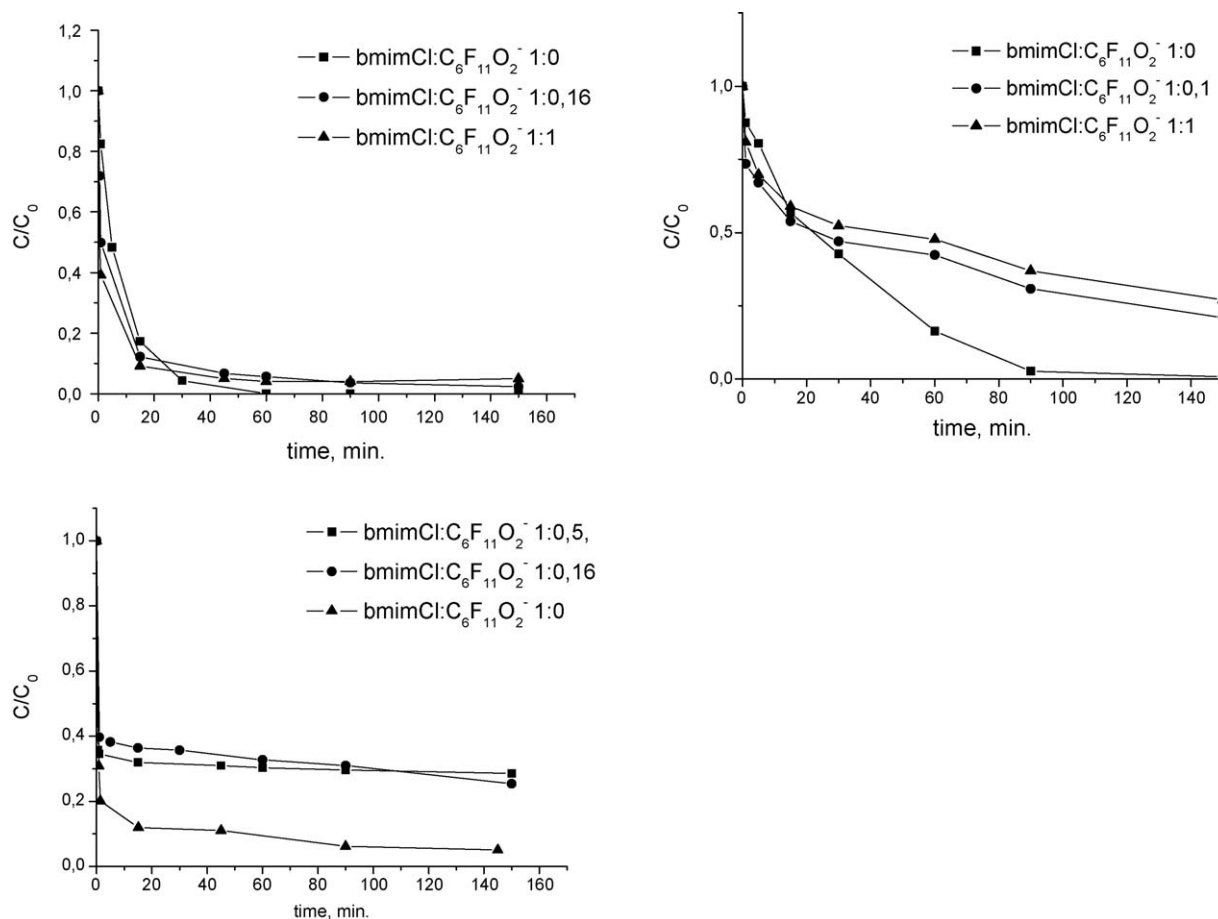 1,2
1,0
0,8
0,6
0,4
0,2
0,0
C/C₀
0 20 40 60 80 100 120 140 160
time, min.
bmimCl:C₆F₁₁O₂⁻ 1:0
bmimCl:C₆F₁₁O₂⁻ 1:0,16
bmimCl:C₆F₁₁O₂⁻ 1:1
1,0
0,5
0,0
C/C₀
0 20 40 60 80 100 120 140
time, min.
bmimCl:C₆F₁₁O₂⁻ 1:0
bmimCl:C₆F₁₁O₂⁻ 1:0,1
bmimCl:C₆F₁₁O₂⁻ 1:1
1,0
0,8
0,6
0,4
0,2
0,0
C/C₀
0 20 40 60 80 100 120 140 160
time, min.
bmimCl:C₆F₁₁O₂⁻ 1:0,5,
bmimCl:C₆F₁₁O₂⁻ 1:0,16
bmimCl:C₆F₁₁O₂⁻ 1:0